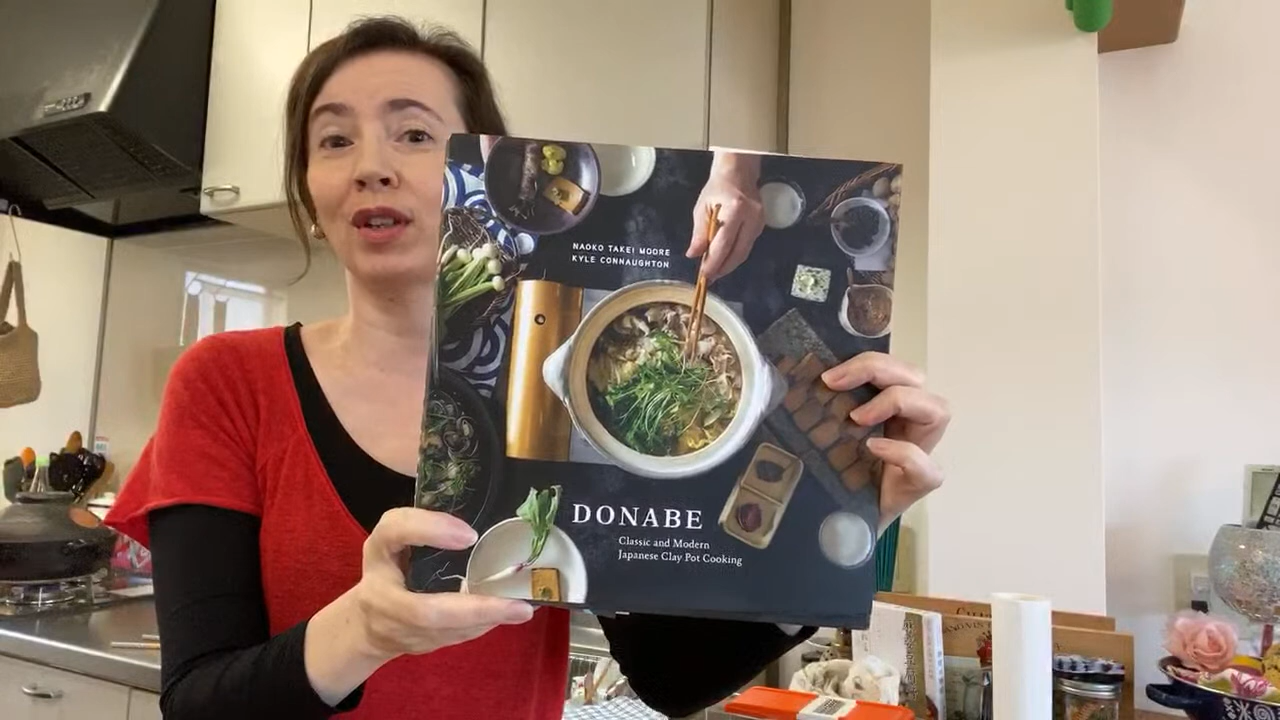 NAOKO TAKEI MOORE
KYLE CONNAUGHTON
DONABE
Classic and Modern
Japanese Clay Pot Cooking